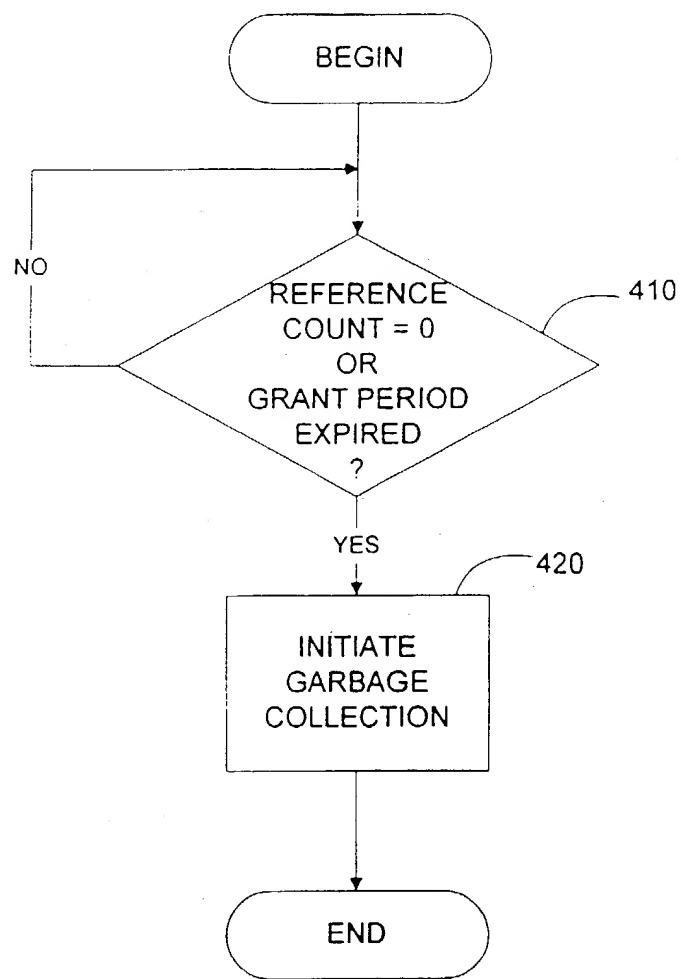 BEGIN
NO
REFERENCE
COUNT = 0
OR
GRANT PERIOD
EXPIRED
?
410
YES
420
INITIATE
GARBAGE
COLLECTION
END